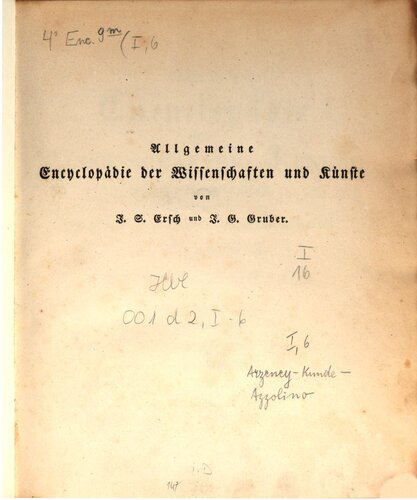 4° Enc. 9m (I,6
Allgemeine
Encyclopädie der Wissenschaften und Künste
von
J. S. Ersch und J. G. Gruber.
I
16
001 d 2, I-6
I,6
Arzeney-Kunde-
Azzolino
147